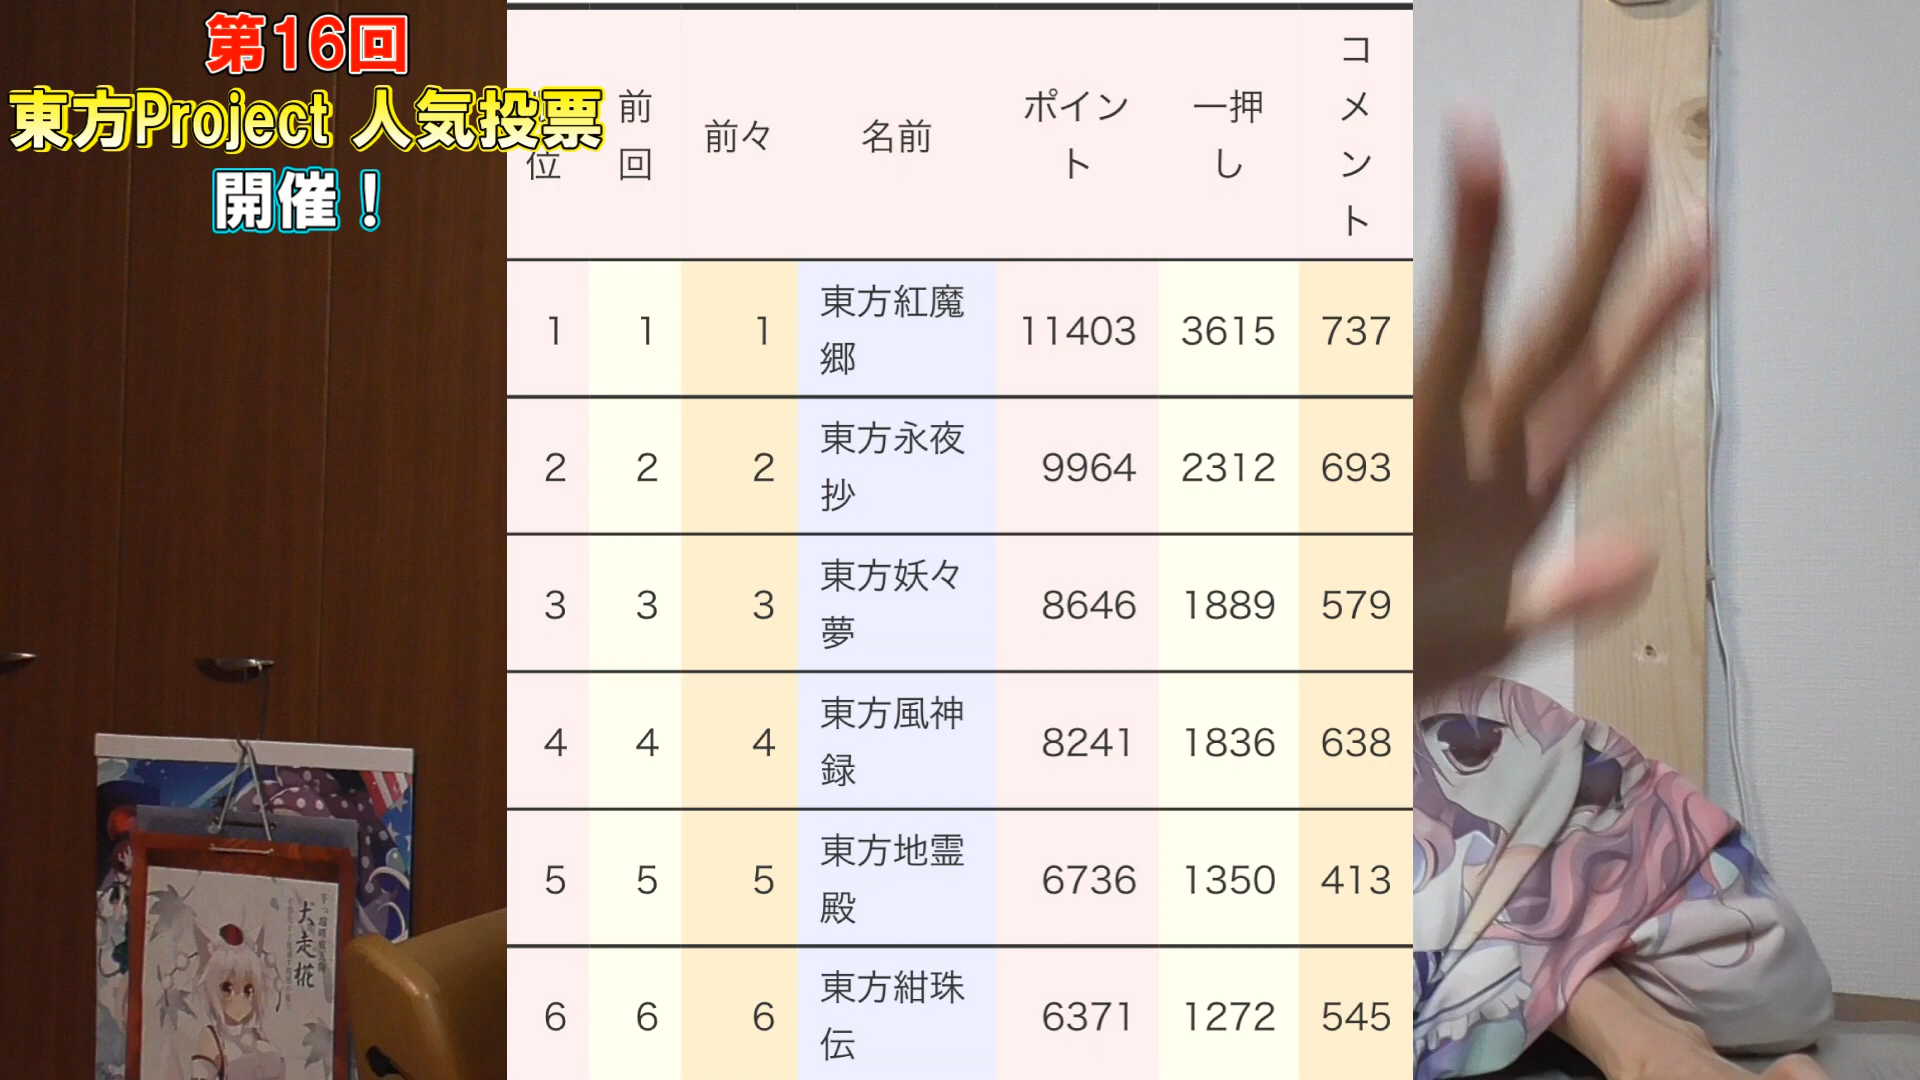 第16回
東方Project 人気投票
開催！
位
前
回
前々
名前
ポイン
ト
一押
し
コ
メ
ン
ト
1 1 1 東方紅魔
郷 11403 3615 737
2 2 2 東方永夜
抄 9964 2312 693
3 3 3 東方妖々
夢 8646 1889 579
4 4 4 東方風神
録 8241 1836 638
5 5 5 東方地霊
殿 6736 1350 413
6 6 6 東方紺珠
伝 6371 1272 545
犬走椛